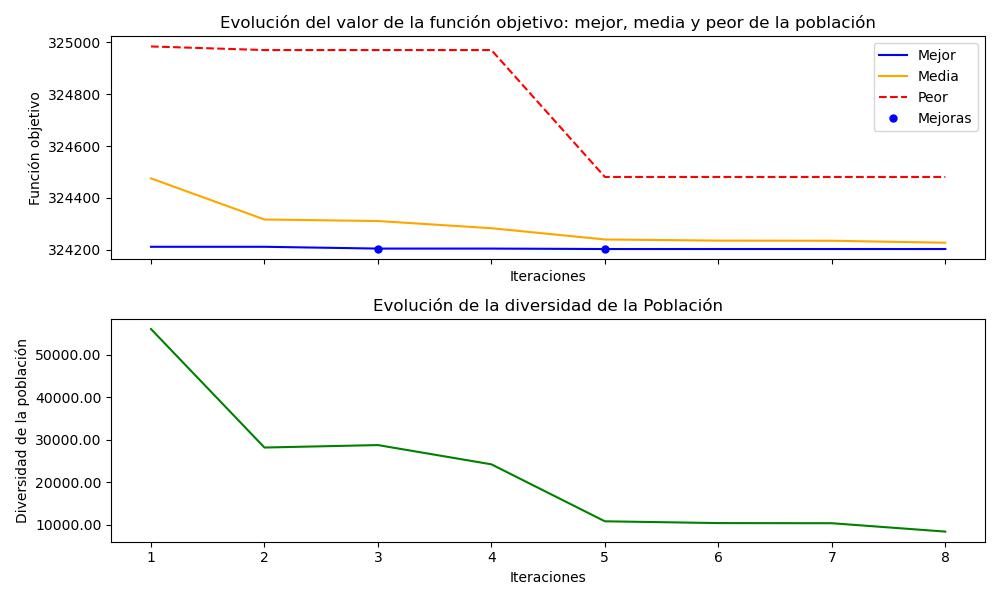 Evolución del valor de la función objetivo: mejor, media y peor de la población
325000
324800
324600
324400
324200
Función objetivo
Mejor
Media
Peor
Mejoras
Iteraciones
Evolución de la diversidad de la Población
50000.00
40000.00
30000.00
20000.00
10000.00
Diversidad de la población
1 2 3 4 5 6 7 8
Iteraciones